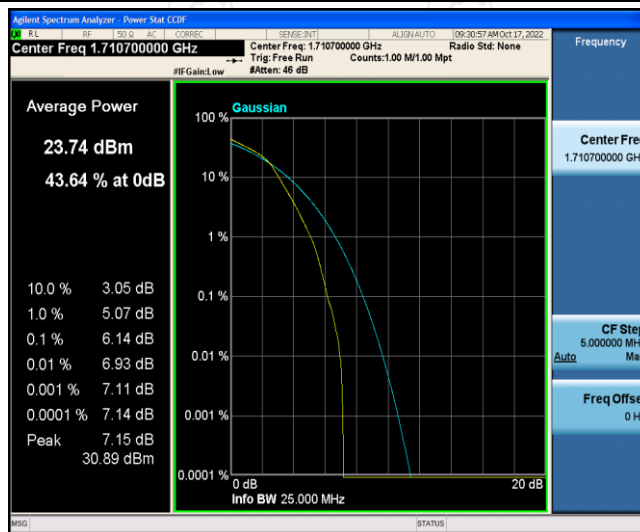 Agilent Spectrum Analyzer - Power Stat CCDF
RL RF 50 Ω AC CORREC SENSE:INT ALIGNAUTO 09:30:57 AM Oct 17, 2022
Center Freq 1.710700000 GHz
Center Freq: 1.710700000 GHz Radio Std: None
Trig: Free Run Counts:1.00 M/1.00 Mpt
#IFGain:Low #Atten: 46 dB
Frequency
Average Power
23.74 dBm
43.64 % at 0dB
10.0 % 3.05 dB
1.0 % 5.07 dB
0.1 % 6.14 dB
0.01 % 6.93 dB
0.001 % 7.11 dB
0.0001 % 7.14 dB
Peak 7.15 dB
30.89 dBm
Gaussian
100 %
10 %
1 %
0.1 %
0.01 %
0.001 %
0.0001 %
0 dB 20 dB
Info BW 25.000 MHz
Center Fre
1.710700000 GH
CF Step
5.000000 MH
Auto Ma
Freq Offse
0 H
MSG STATUS